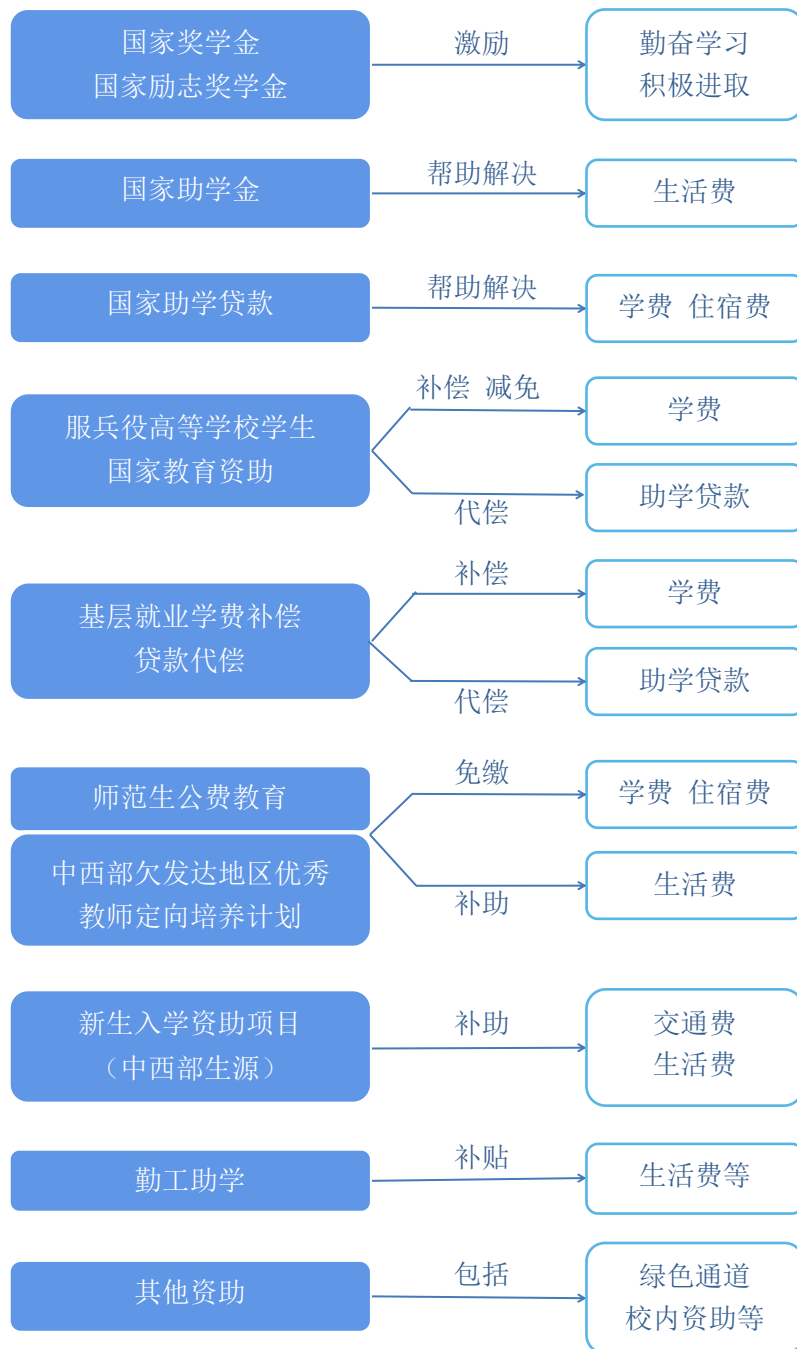 国家奖学金
国家励志奖学金
激励
勤奋学习
积极进取
国家助学金
帮助解决
生活费
国家助学贷款
帮助解决
学费 住宿费
服兵役高等学校学生
国家教育资助
补偿 减免
学费
代偿
助学贷款
基层就业学费补偿
贷款代偿
补偿
学费
代偿
助学贷款
师范生公费教育
中西部欠发达地区优秀
教师定向培养计划
免缴
学费 住宿费
补助
生活费
新生入学资助项目
（中西部生源）
补助
交通费
生活费
勤工助学
补贴
生活费等
其他资助
包括
绿色通道
校内资助等